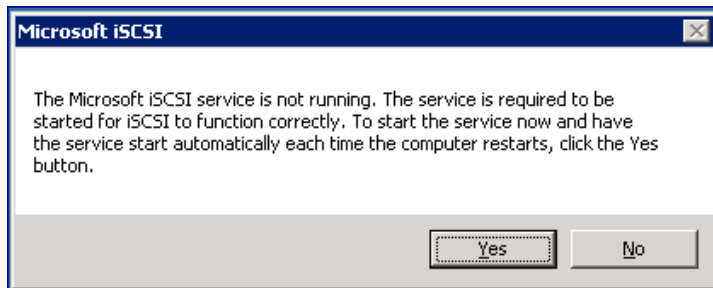 Microsoft iSCSI
The Microsoft iSCSI service is not running. The service is required to be
started for iSCSI to function correctly. To start the service now and have
the service start automatically each time the computer restarts, click the Yes
button.
Yes
No